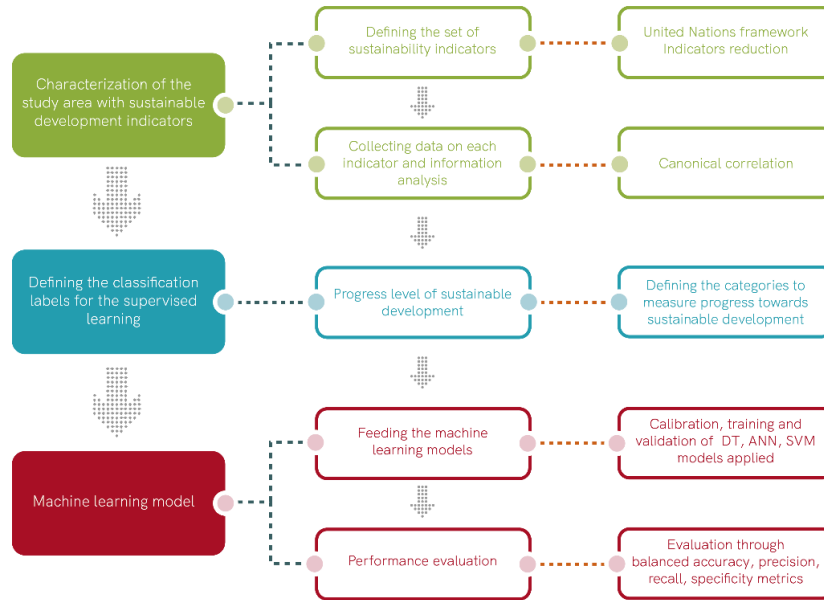 Defining the set of
sustainability indicators
United Nations framework
Indicators reduction
Characterization of the
study area with sustainable
development indicators
Collecting data on each
indicator and information
analysis
Canonical correlation
Defining the classification
labels for the supervised
learning
Progress level of sustainable
development
Defining the categories to
measure progress towards
sustainable development
Feeding the machine
learning models
Calibration, training and
validation of DT, ANN, SVM
models applied
Machine learning model
Performance evaluation
Evaluation through
balanced accuracy, precision,
recall, specificity metrics